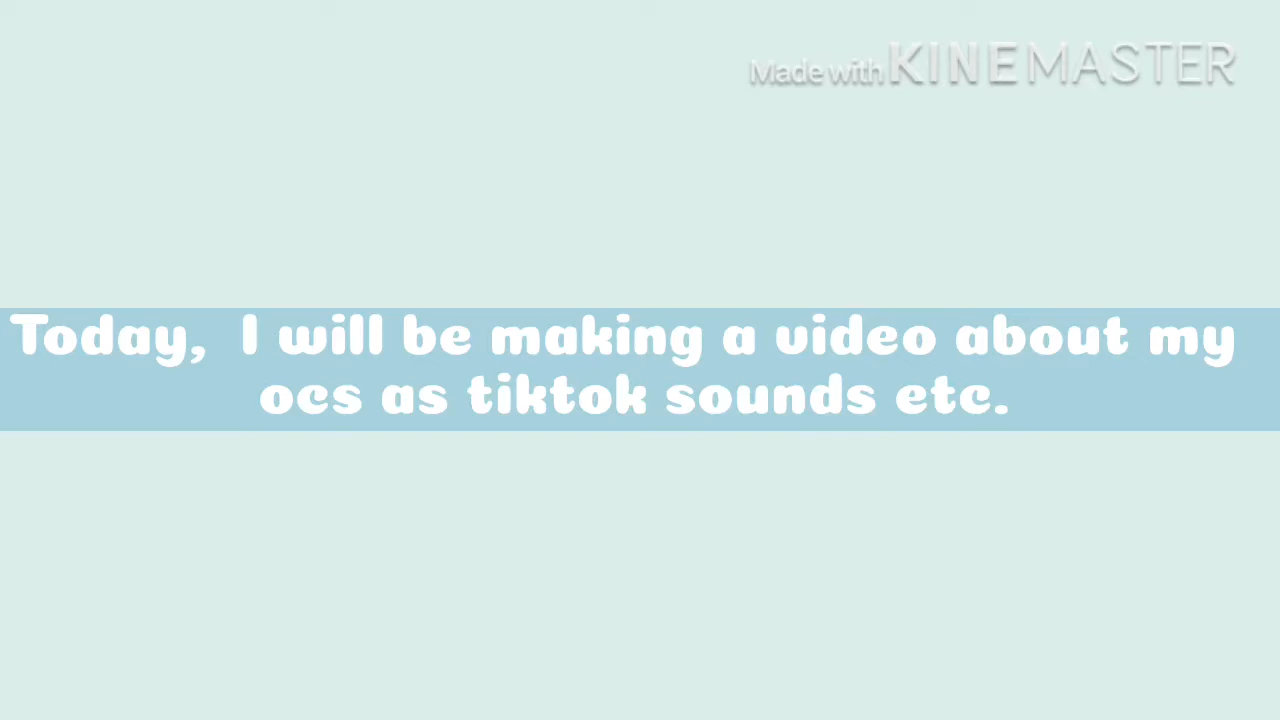 Made with KINEMASTER
Today,  I will be making a video about my
ocs as tiktok sounds etc.